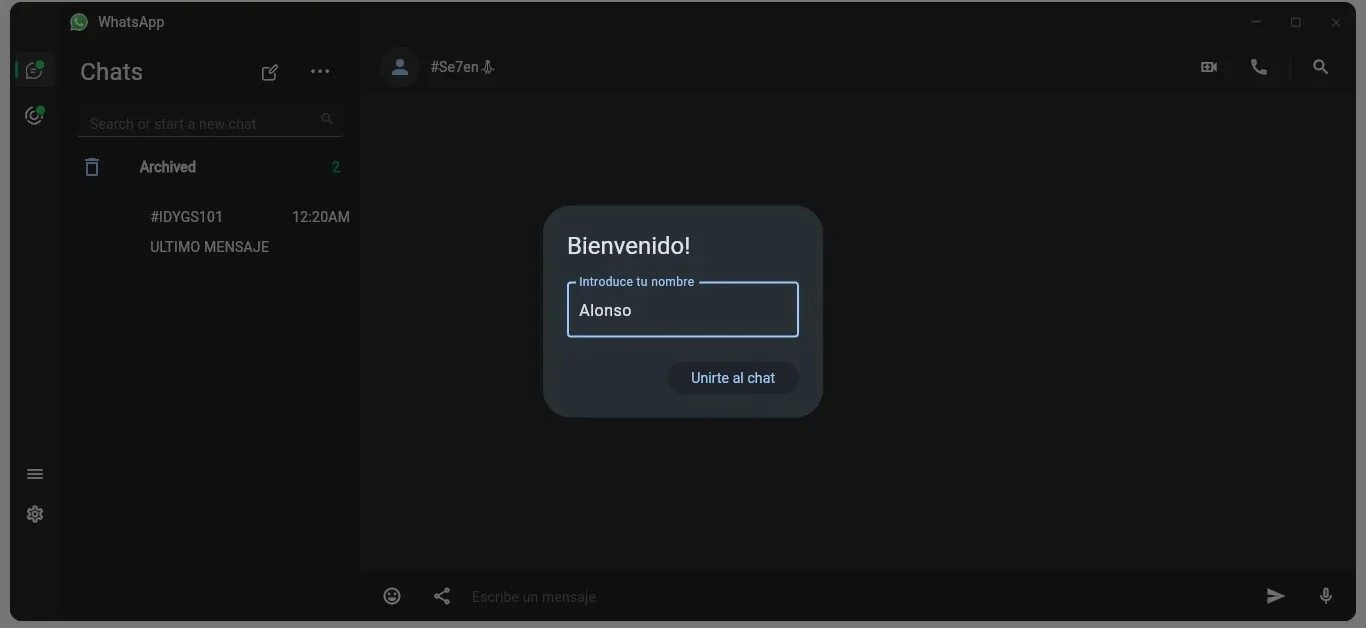 WhatsApp
Chats
#Se7en
Search or start a new chat
Archived 2
#IDYGS101 12:20AM
ULTIMO MENSAJE
Bienvenido!
Introduce tu nombre
Alonso
Unirte al chat
Escribe un mensaje